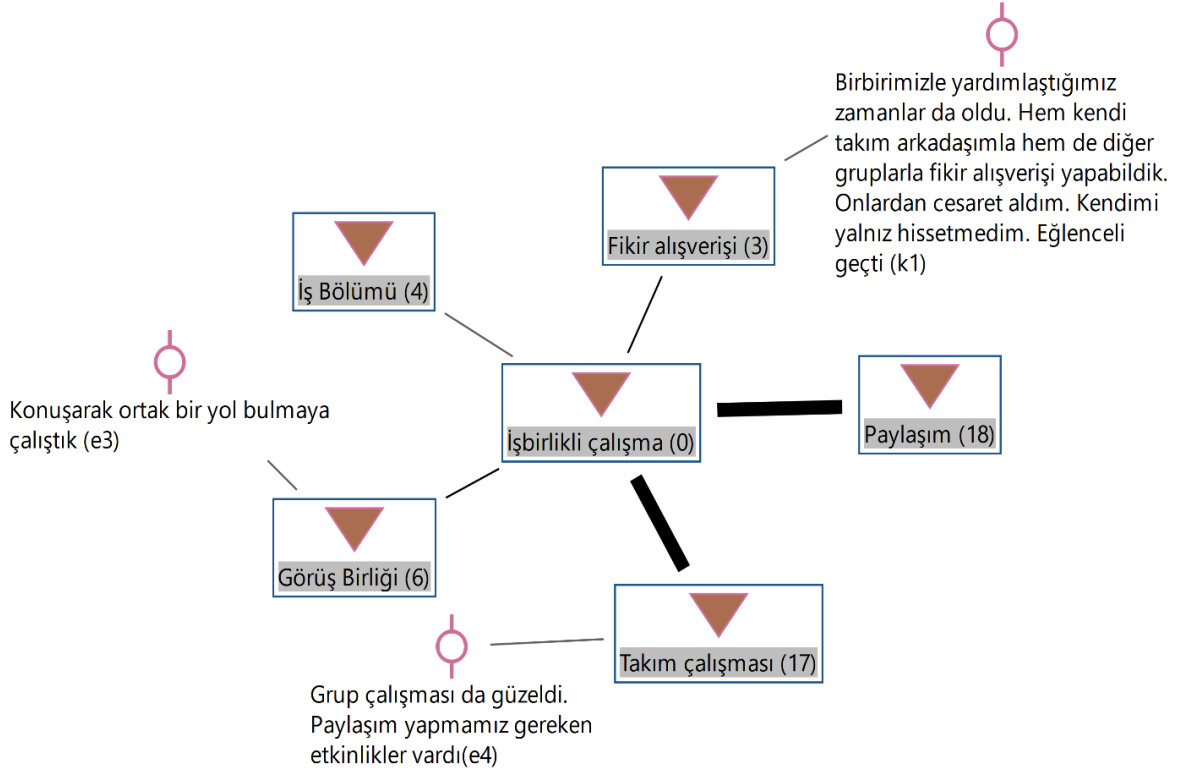 Birbirimizle yardımlaştığımız
zamanlar da oldu. Hem kendi
takım arkadaşımla hem de diğer
gruplarla fikir alışverişi yapabildik.
Onlardan cesaret aldım. Kendimi
yalnız hissetmedim. Eğlenceli
geçti (k1)
Fikir alışverişi (3)
İş Bölümü (4)
Konuşarak ortak bir yol bulmaya
çalıştık (e3)
İşbirlikli çalışma (0)
Paylaşım (18)
Görüş Birliği (6)
Takım çalışması (17)
Grup çalışması da güzeldi.
Paylaşım yapmamız gereken
etkinlikler vardı(e4)